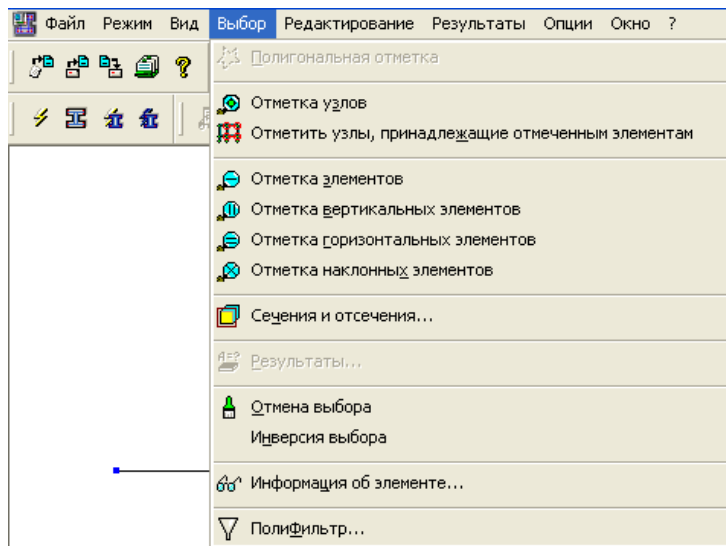 Файл Режим Вид Выбор Редактирование Результаты Опции Окно ?
Полигональная отметка
Отметка узлов
Отметить узлы, принадлежащие отмеченным элементам
Отметка элементов
Отметка вертикальных элементов
Отметка горизонтальных элементов
Отметка наклонных элементов
Сечения и отсечения...
Результаты...
Отмена выбора
Инверсия выбора
Информация об элементе...
ПолиФильтр...